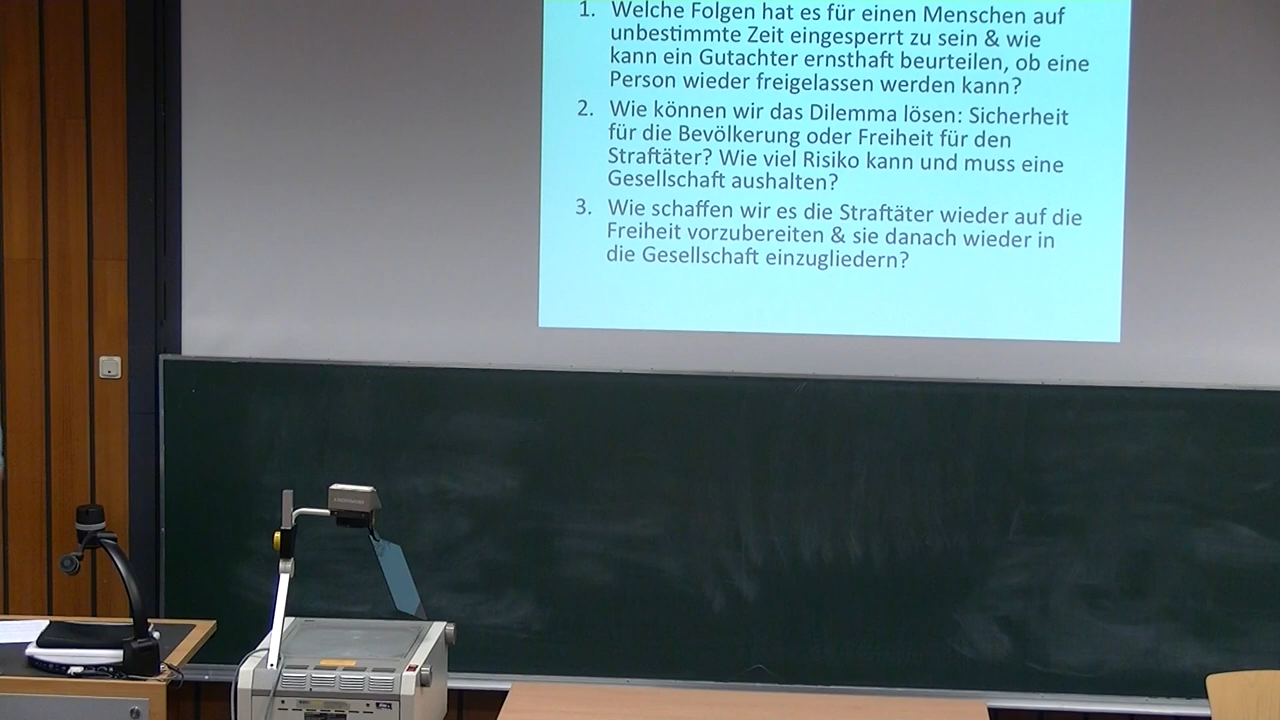 1. Welche Folgen hat es für einen Menschen auf
unbestimmte Zeit eingesperrt zu sein & wie
kann ein Gutachter ernsthaft beurteilen, ob eine
Person wieder freigelassen werden kann?
2. Wie können wir das Dilemma lösen: Sicherheit
für die Bevölkerung oder Freiheit für den
Straftäter? Wie viel Risiko kann und muss eine
Gesellschaft aushalten?
3. Wie schaffen wir es die Straftäter wieder auf die
Freiheit vorzubereiten & sie danach wieder in
die Gesellschaft einzugliedern?